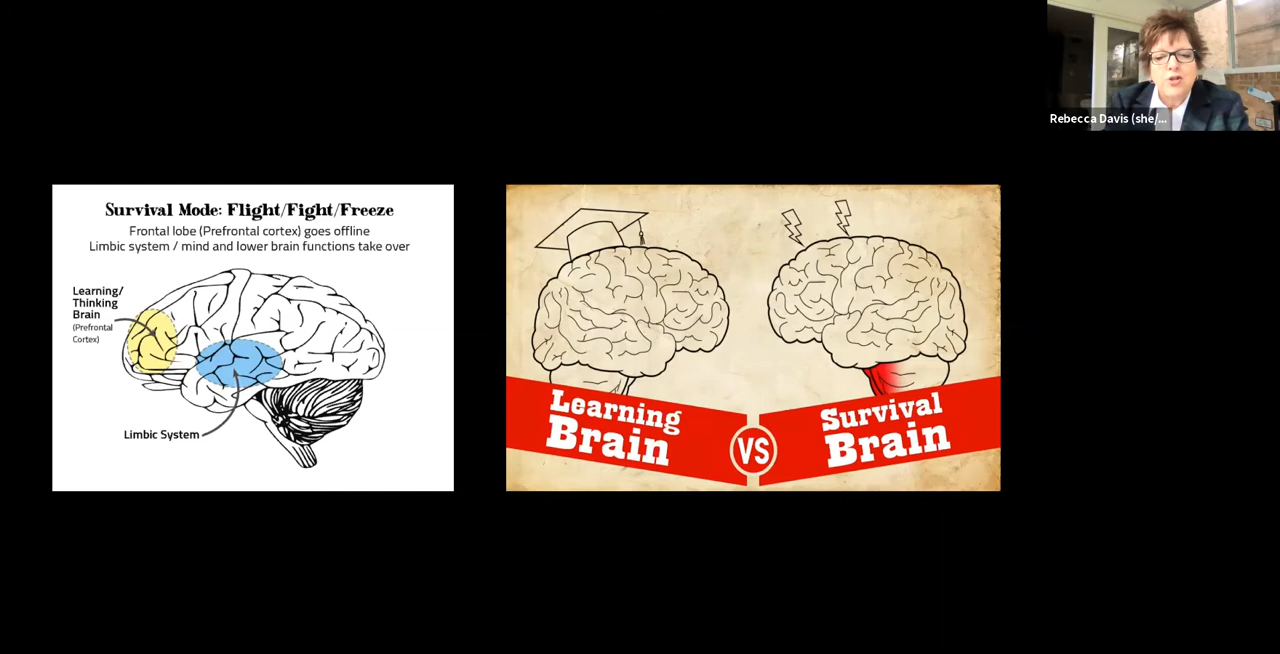 Rebecca Davis (she/...
Survival Mode: Flight/Fight/Freeze
Frontal lobe (Prefrontal cortex) goes offline
Limbic system / mind and lower brain functions take over
Learning/
Thinking
Brain
(Prefrontal
Cortex)
Limbic System
Learning
Brain
VS
Survival
Brain